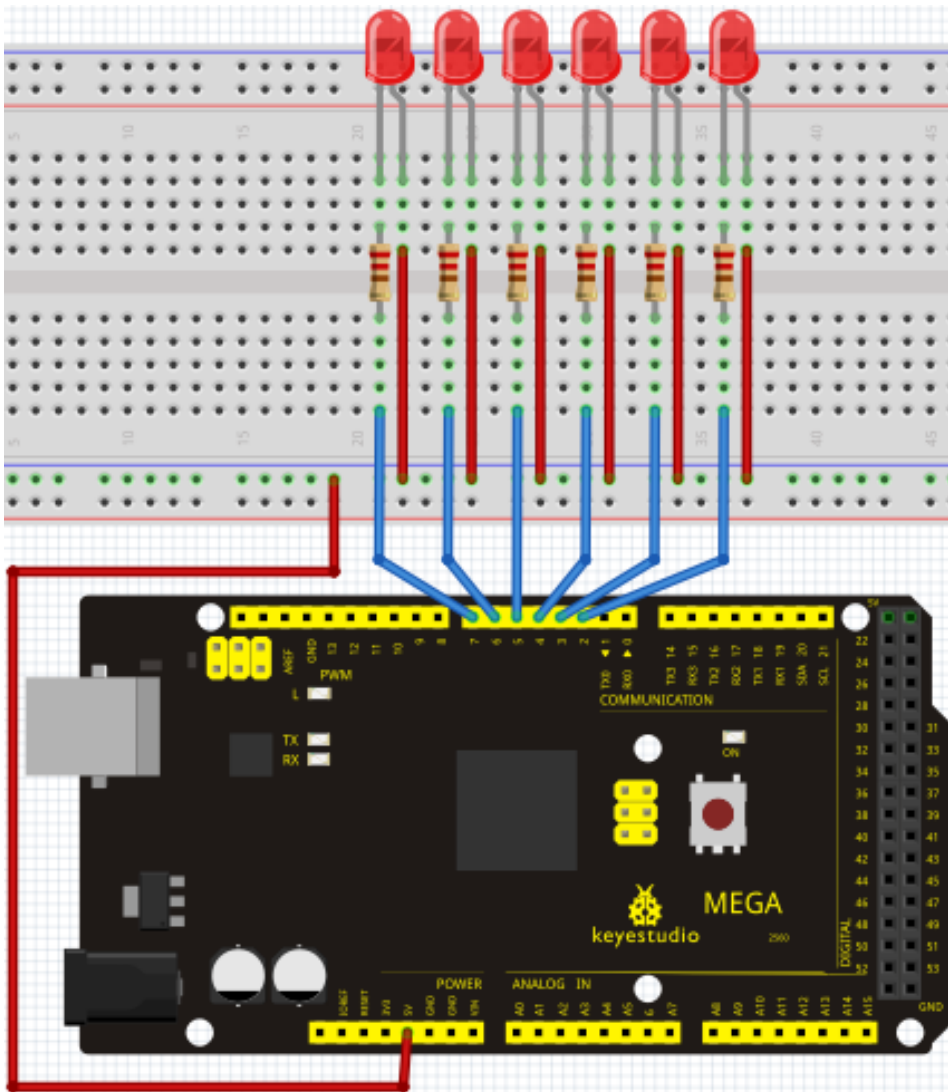 5 10 15 20 25 30 35 40 45
5 10 15 20 35 40 45
5V
AREF GND 13 12 11 10 9 8 7 6 5 4 3 2 TX0 1 RX0 0 TX3 14 RX3 15 TX2 16 RX2 17 TX1 18 RX1 19 SDA 20 SCL 21
PWM
L
COMMUNICATION
TX
RX
ON
22
24
26
28
30 31
32 33
34 35
36 37
38 39
40 41
42 43
44 45
46 47
48 49
50 51
52 53
DIGITAL
GND
MEGA
keyestudio
2560
POWER ANALOG IN
IOREF RESET 3V3 5V GND GND VIN A0 A1 A2 A3 A4 A5 6 A7 A8 A9 A10 A11 A12 A13 A14 A15